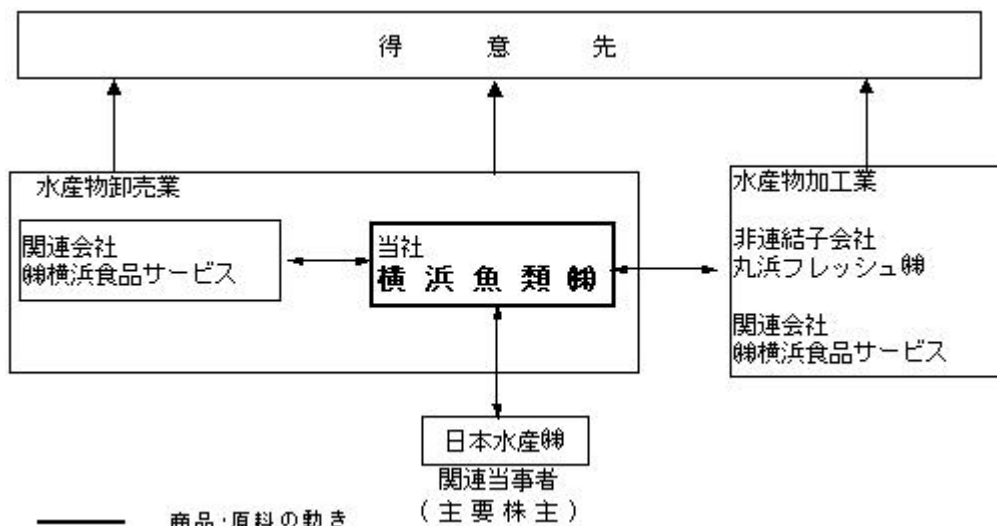 得意先
水産物卸売業
関連会社
㈱横浜食品サービス
当社
横浜魚類㈱
水産物加工業
非連結子会社
丸浜フレッシュ㈱
関連会社
㈱横浜食品サービス
日本水産㈱
関連当事者
(主要株主)
商品・原料の動き